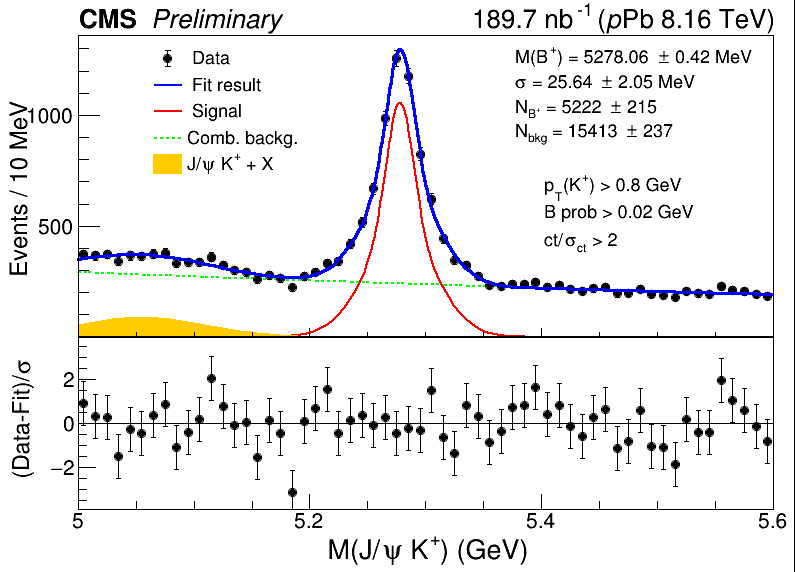 CMS Preliminary 189.7 nb⁻¹ (pPb 8.16 TeV)
Data
Fit result
Signal
Comb. backg.
J/ψ K⁺ + X
M(B⁺) = 5278.06 ± 0.42 MeV
σ = 25.64 ± 2.05 MeV
N_B⁺ = 5222 ± 215
N_bkg = 15413 ± 237
p_T(K⁺) > 0.8 GeV
B prob > 0.02 GeV
ct/σ_ct > 2
Events / 10 MeV
1000
500
(Data-Fit)/σ
2
0
−2
5 5.2 5.4 5.6
M(J/ψ K⁺) (GeV)